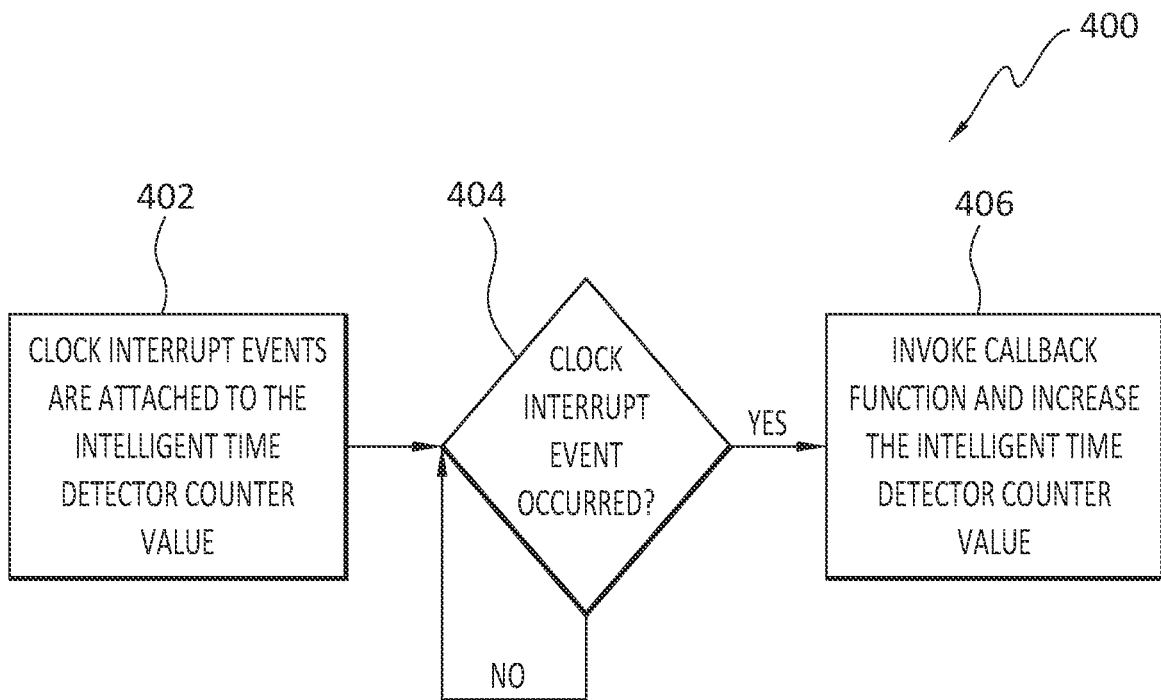 400
402
CLOCK INTERRUPT EVENTS
ARE ATTACHED TO THE
INTELLIGENT TIME
DETECTOR COUNTER
VALUE
404
CLOCK
INTERRUPT
EVENT
OCCURRED?
YES
NO
406
INVOKE CALLBACK
FUNCTION AND INCREASE
THE INTELLIGENT TIME
DETECTOR COUNTER
VALUE